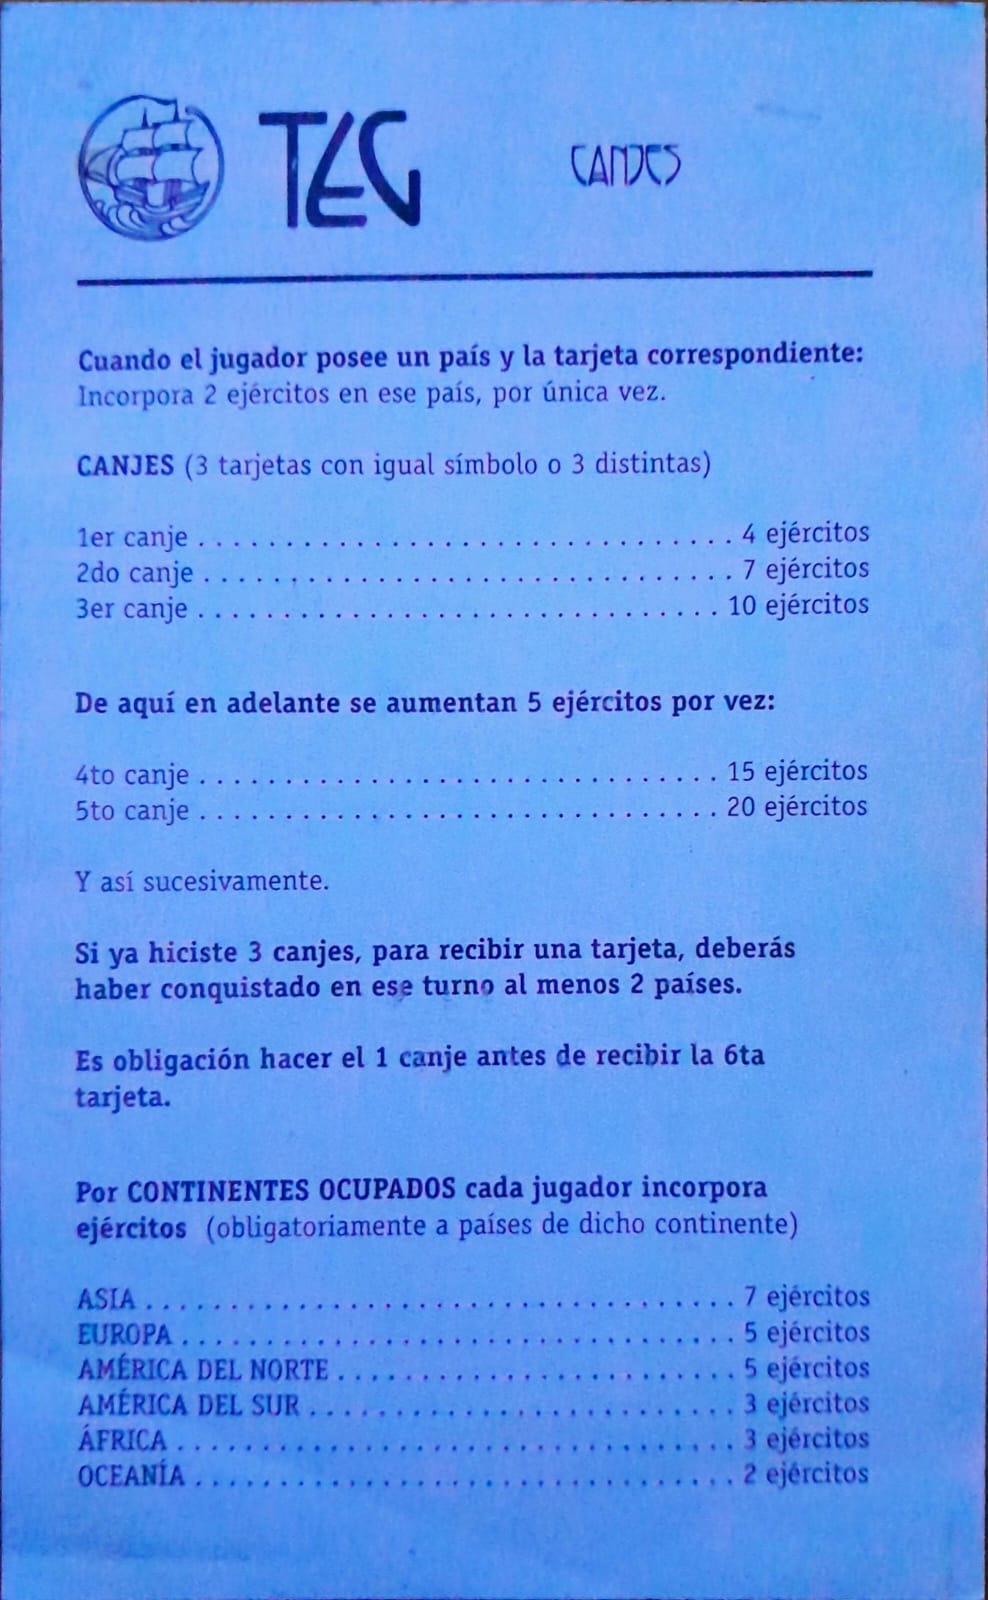 TEG CANJES
Cuando el jugador posee un país y la tarjeta correspondiente:
Incorpora 2 ejércitos en ese país, por única vez.
CANJES (3 tarjetas con igual símbolo o 3 distintas)
1er canje . . . . . . . . . . . . . . . . . . . . . . . . . . . . . . . . 4 ejércitos
2do canje . . . . . . . . . . . . . . . . . . . . . . . . . . . . . . . . 7 ejércitos
3er canje . . . . . . . . . . . . . . . . . . . . . . . . . . . . . . . 10 ejércitos
De aquí en adelante se aumentan 5 ejércitos por vez:
4to canje . . . . . . . . . . . . . . . . . . . . . . . . . . . . . . . 15 ejércitos
5to canje . . . . . . . . . . . . . . . . . . . . . . . . . . . . . . . 20 ejércitos
Y así sucesivamente.
Si ya hiciste 3 canjes, para recibir una tarjeta, deberás
haber conquistado en ese turno al menos 2 países.
Es obligación hacer el 1 canje antes de recibir la 6ta
tarjeta.
Por CONTINENTES OCUPADOS cada jugador incorpora
ejércitos (obligatoriamente a países de dicho continente)
ASIA . . . . . . . . . . . . . . . . . . . . . . . . . . . . . . . . . . . 7 ejércitos
EUROPA . . . . . . . . . . . . . . . . . . . . . . . . . . . . . . . . . 5 ejércitos
AMÉRICA DEL NORTE . . . . . . . . . . . . . . . . . . . . . . . . 5 ejércitos
AMÉRICA DEL SUR . . . . . . . . . . . . . . . . . . . . . . . . . . 3 ejércitos
ÁFRICA . . . . . . . . . . . . . . . . . . . . . . . . . . . . . . . . . 3 ejércitos
OCEANÍA . . . . . . . . . . . . . . . . . . . . . . . . . . . . . . . . 2 ejércitos